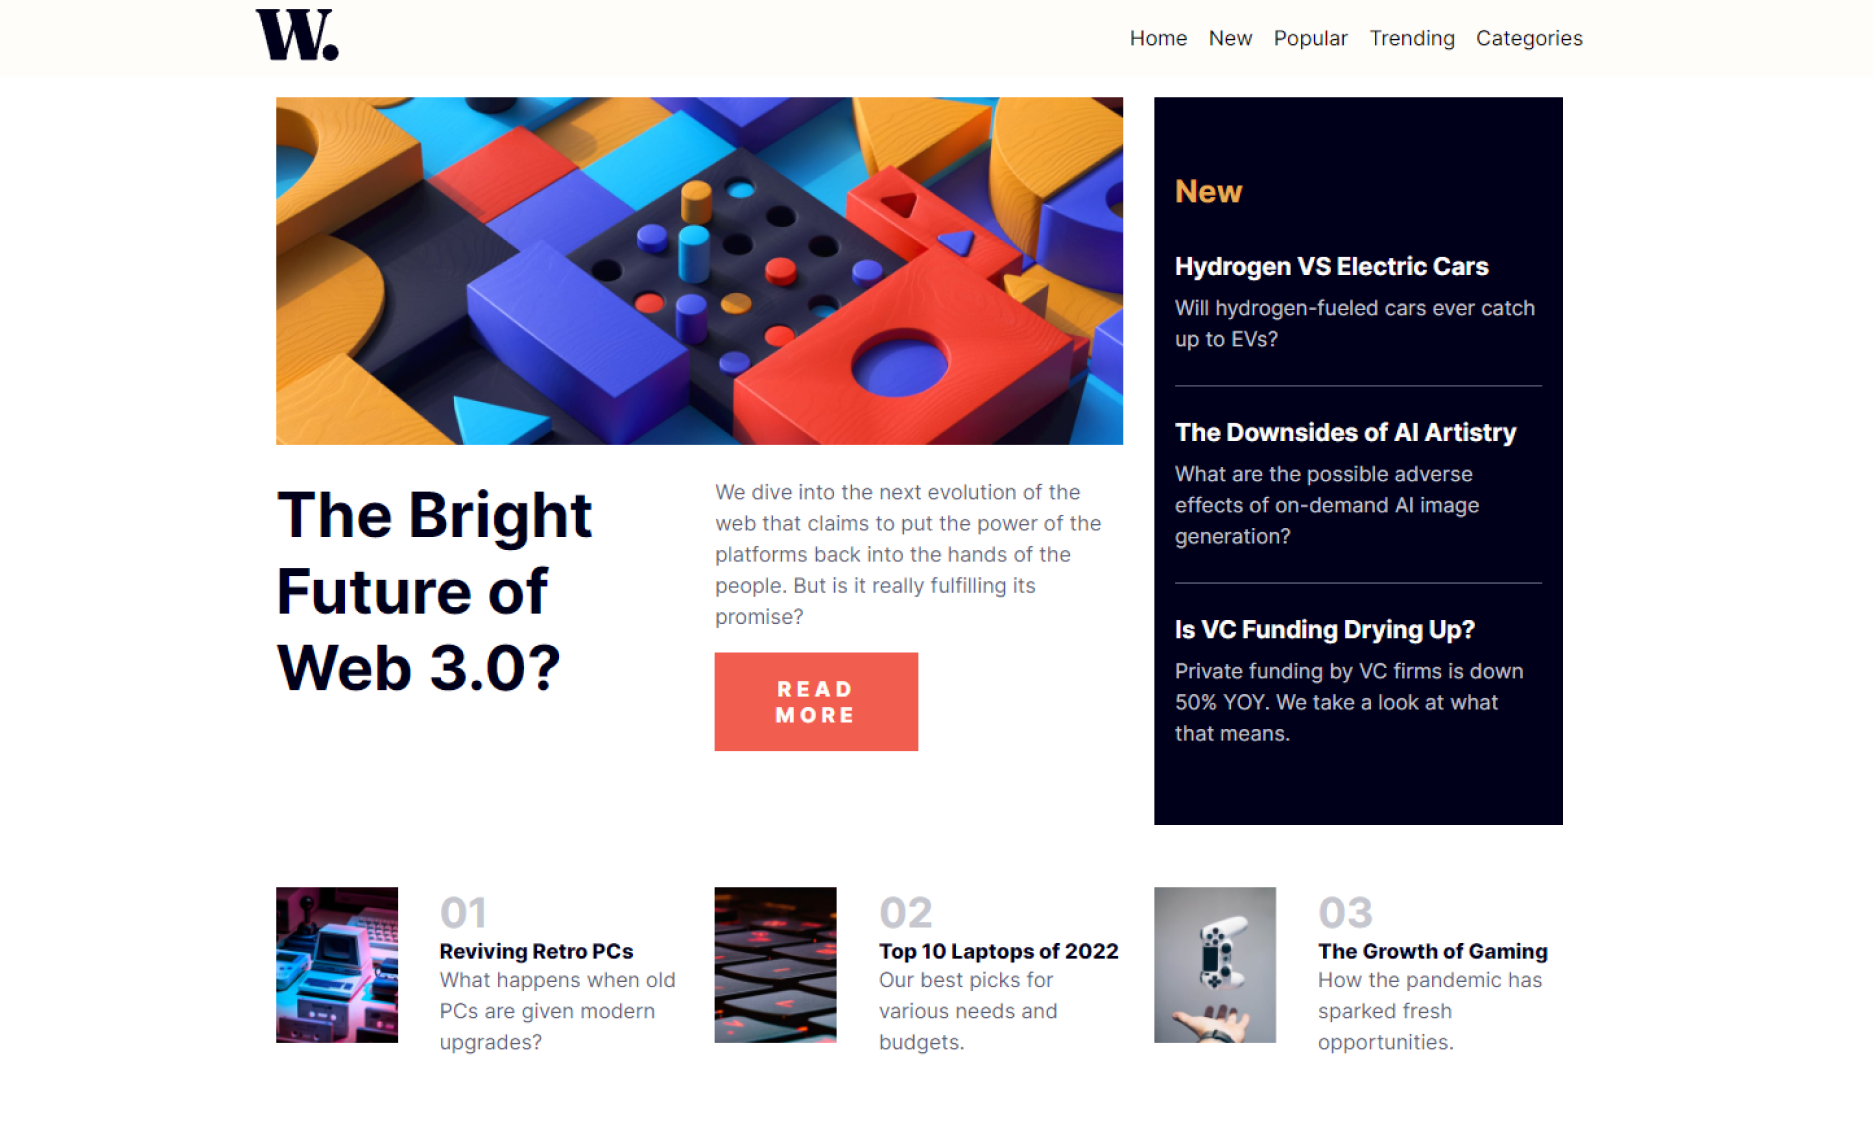 W.
Home New Popular Trending Categories
The Bright
Future of
Web 3.0?
We dive into the next evolution of the
web that claims to put the power of the
platforms back into the hands of the
people. But is it really fulfilling its
promise?
READ
MORE
New
Hydrogen VS Electric Cars
Will hydrogen-fueled cars ever catch
up to EVs?
The Downsides of AI Artistry
What are the possible adverse
effects of on-demand AI image
generation?
Is VC Funding Drying Up?
Private funding by VC firms is down
50% YOY. We take a look at what
that means.
01
Reviving Retro PCs
What happens when old
PCs are given modern
upgrades?
02
Top 10 Laptops of 2022
Our best picks for
various needs and
budgets.
03
The Growth of Gaming
How the pandemic has
sparked fresh
opportunities.